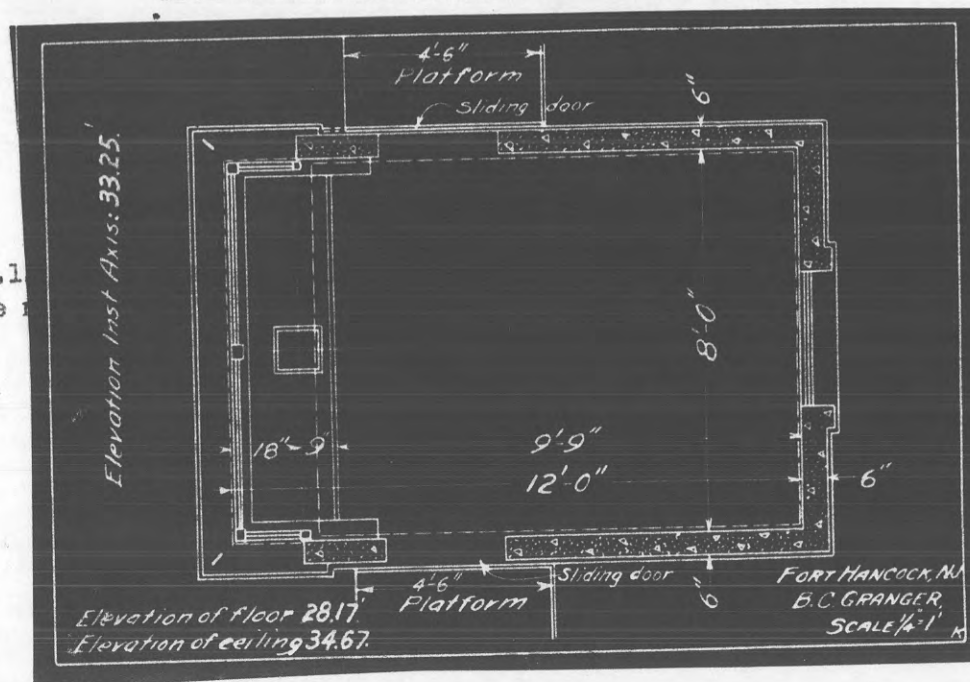 4'-6"
Platform
Sliding door
6"
Elevation Inst Axis: 33.25.'
8'-0"
18" 9"
9'-9"
12'-0"
6"
Sliding door
4'-6"
Platform
6"
FORT HANCOCK, NJ
B.C. GRANGER,
SCALE 1/4"=1'
K
Elevation of floor 28.17'
Elevation of ceiling 34.67.